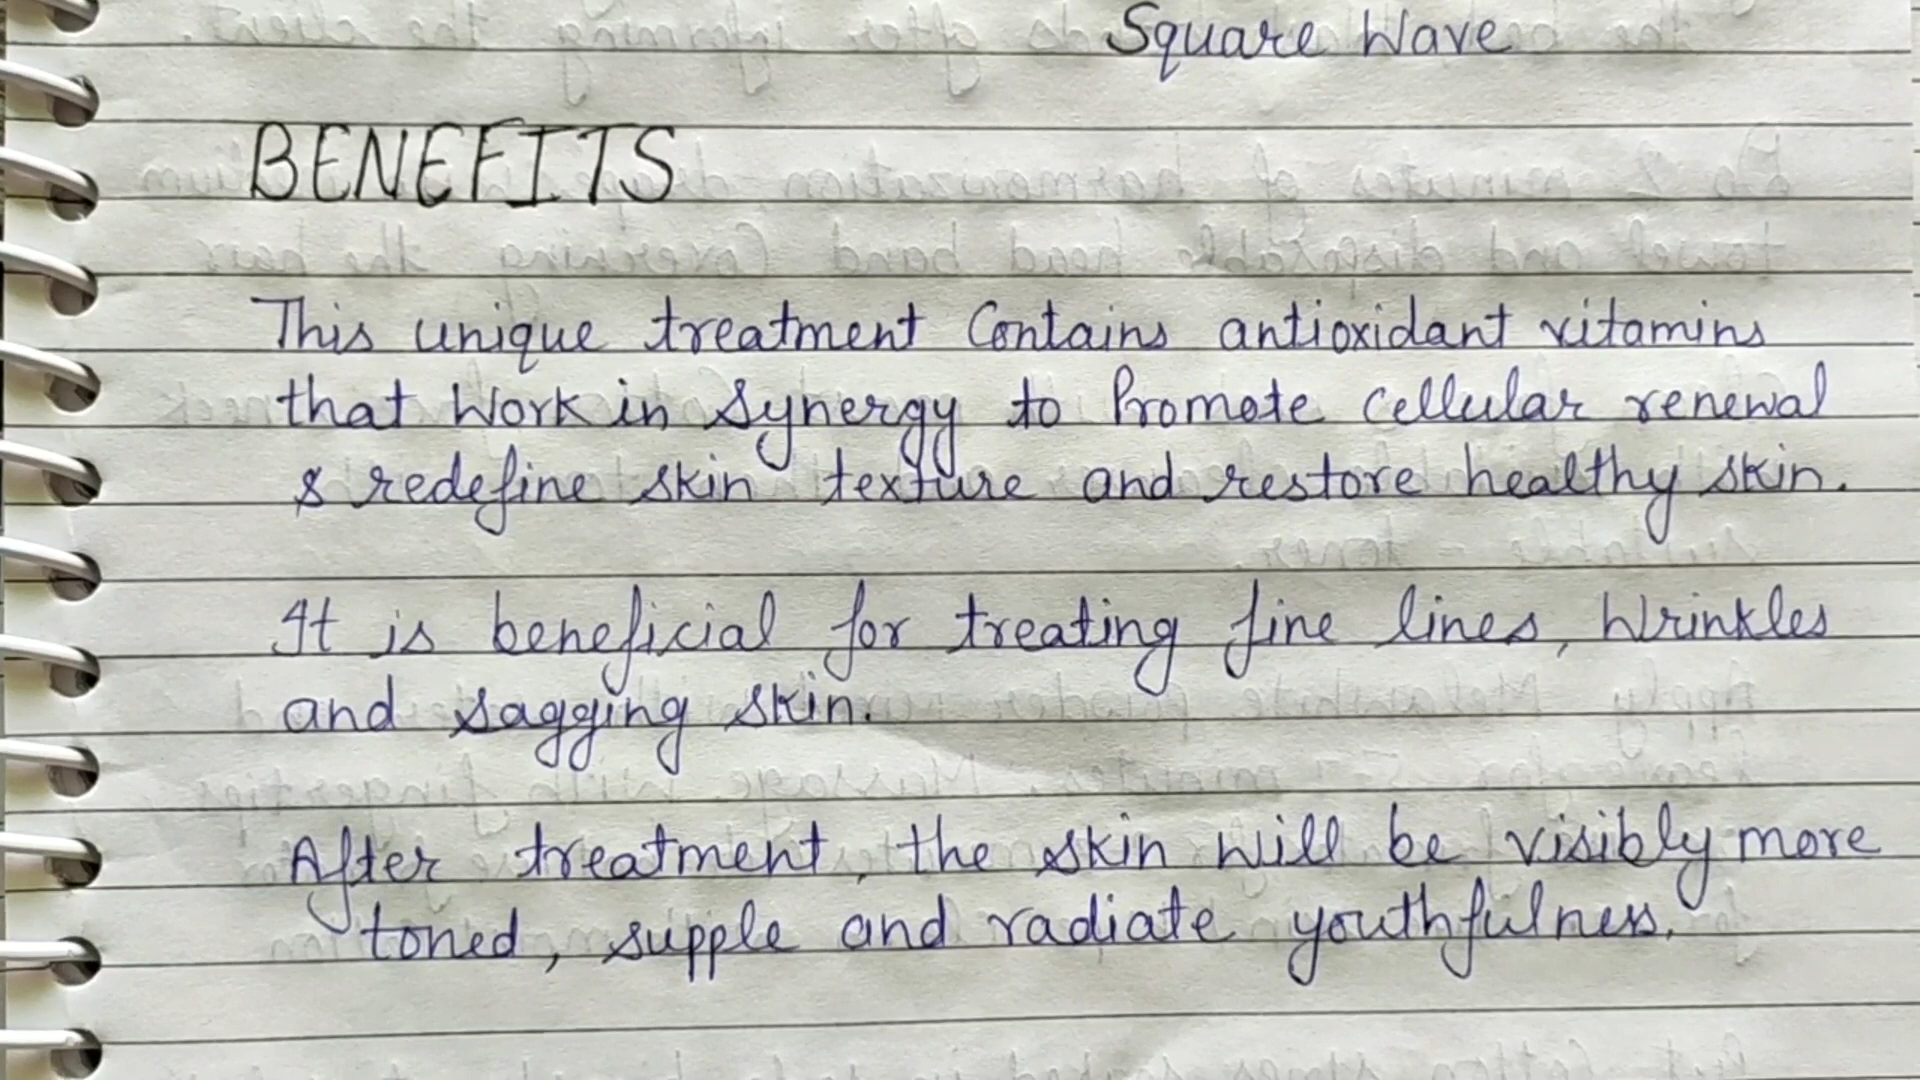 Square Wave
BENEFITS
This unique treatment Contains antioxidant vitamins
that Work in Synergy to Promote Cellular renewal
& redefine skin texture and restore healthy skin.
It is beneficial for treating fine lines, Wrinkles
and sagging skin.
After treatment, the skin will be visibly more
toned, supple and radiate youthfulness.